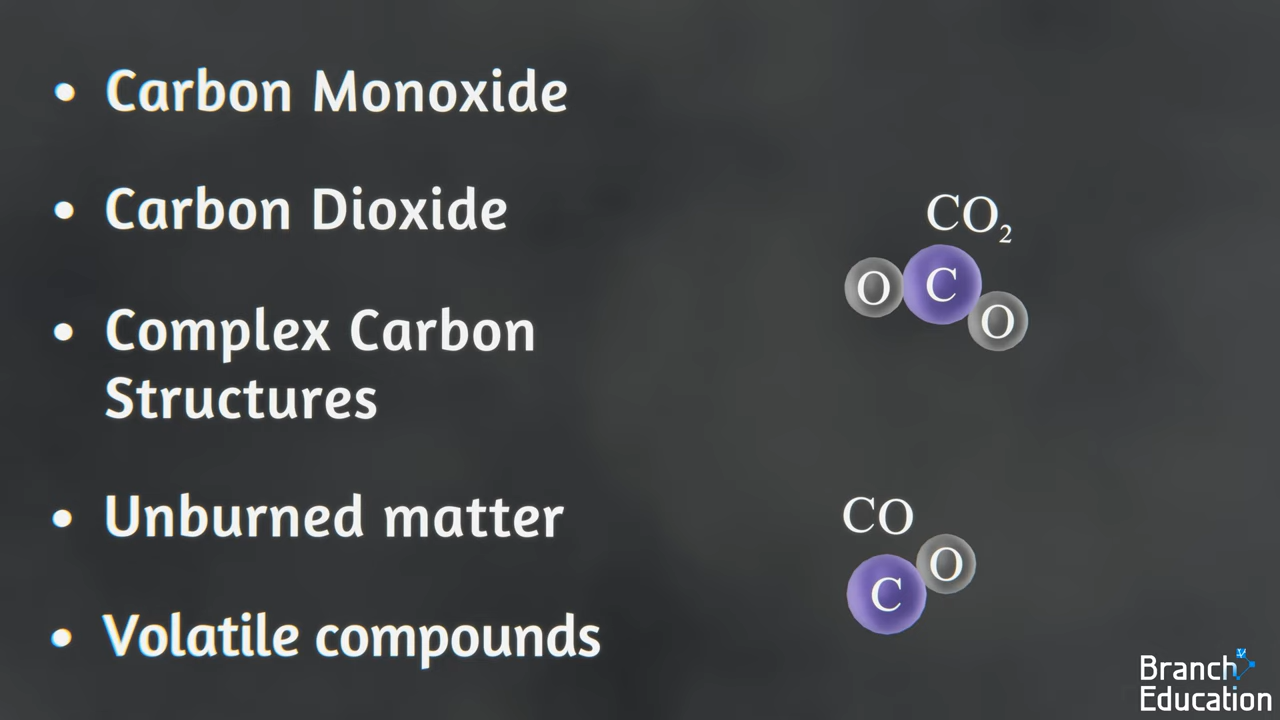 • Carbon Monoxide
• Carbon Dioxide
• Complex Carbon
Structures
• Unburned matter
• Volatile compounds
CO₂
O C O
CO
C O
Branch
Education